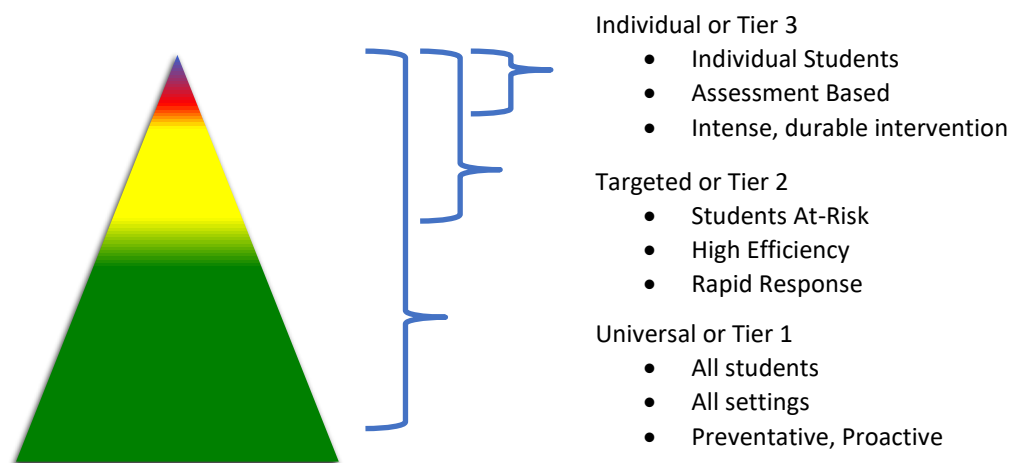 Individual or Tier 3
• Individual Students
• Assessment Based
• Intense, durable intervention
Targeted or Tier 2
• Students At-Risk
• High Efficiency
• Rapid Response
Universal or Tier 1
• All students
• All settings
• Preventative, Proactive